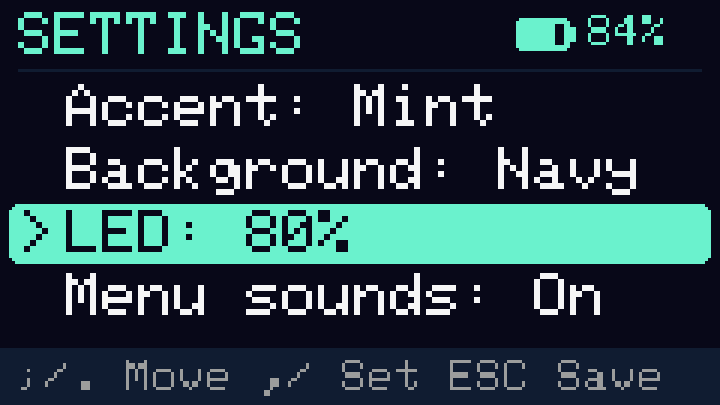 SETTINGS 84%
Accent: Mint
Background: Navy
>LED: 80%
Menu sounds: On
;/. Move ,/ Set ESC Save